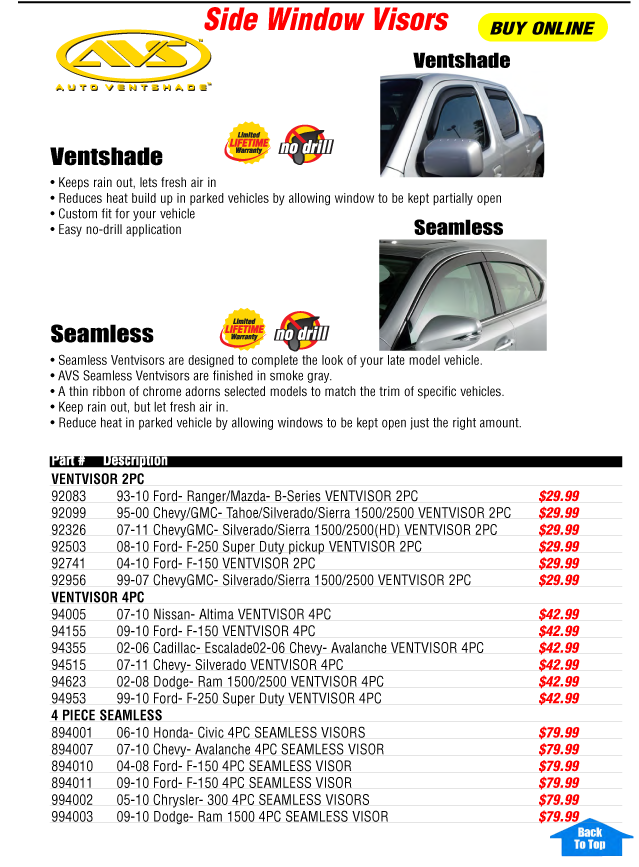 Side Window Visors
BUY ONLINE
AVS
AUTO VENTSHADE
Ventshade
Limited
LIFETIME
Warranty
no drill
Ventshade
• Keeps rain out, lets fresh air in
• Reduces heat build up in parked vehicles by allowing window to be kept partially open
• Custom fit for your vehicle
• Easy no-drill application
Seamless
Limited
LIFETIME
Warranty
no drill
Seamless
• Seamless Ventvisors are designed to complete the look of your late model vehicle.
• AVS Seamless Ventvisors are finished in smoke gray.
• A thin ribbon of chrome adorns selected models to match the trim of specific vehicles.
• Keep rain out, but let fresh air in.
• Reduce heat in parked vehicle by allowing windows to be kept open just the right amount.
Part # Description
VENTVISOR 2PC
92083 93-10 Ford- Ranger/Mazda- B-Series VENTVISOR 2PC $29.99
92099 95-00 Chevy/GMC- Tahoe/Silverado/Sierra 1500/2500 VENTVISOR 2PC $29.99
92326 07-11 ChevyGMC- Silverado/Sierra 1500/2500(HD) VENTVISOR 2PC $29.99
92503 08-10 Ford- F-250 Super Duty pickup VENTVISOR 2PC $29.99
92741 04-10 Ford- F-150 VENTVISOR 2PC $29.99
92956 99-07 ChevyGMC- Silverado/Sierra 1500/2500 VENTVISOR 2PC $29.99
VENTVISOR 4PC
94005 07-10 Nissan- Altima VENTVISOR 4PC $42.99
94155 09-10 Ford- F-150 VENTVISOR 4PC $42.99
94355 02-06 Cadillac- Escalade02-06 Chevy- Avalanche VENTVISOR 4PC $42.99
94515 07-11 Chevy- Silverado VENTVISOR 4PC $42.99
94623 02-08 Dodge- Ram 1500/2500 VENTVISOR 4PC $42.99
94953 99-10 Ford- F-250 Super Duty VENTVISOR 4PC $42.99
4 PIECE SEAMLESS
894001 06-10 Honda- Civic 4PC SEAMLESS VISORS $79.99
894007 07-10 Chevy- Avalanche 4PC SEAMLESS VISOR $79.99
894010 04-08 Ford- F-150 4PC SEAMLESS VISOR $79.99
894011 09-10 Ford- F-150 4PC SEAMLESS VISOR $79.99
994002 05-10 Chrysler- 300 4PC SEAMLESS VISORS $79.99
994003 09-10 Dodge- Ram 1500 4PC SEAMLESS VISOR $79.99
Back
To Top